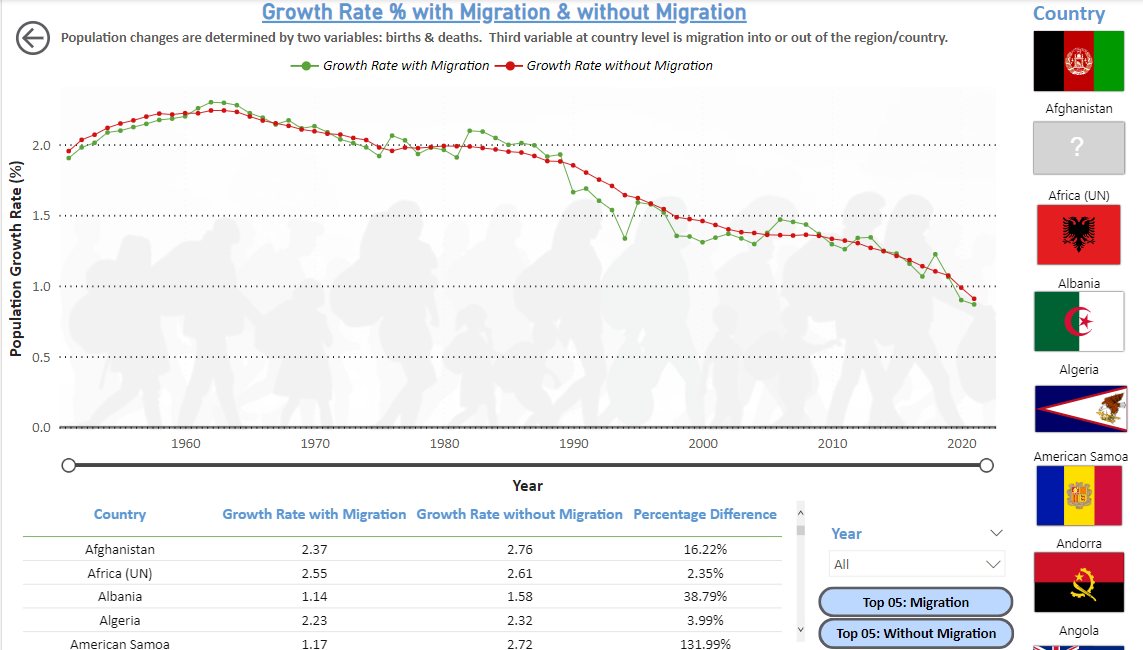 Growth Rate % with Migration & without Migration
Population changes are determined by two variables: births & deaths. Third variable at country level is migration into or out of the region/country.
Growth Rate with Migration Growth Rate without Migration
Population Growth Rate (%)
2.0
1.5
1.0
0.5
0.0
1960 1970 1980 1990 2000 2010 2020
Year
Country Growth Rate with Migration Growth Rate without Migration Percentage Difference
Afghanistan 2.37 2.76 16.22%
Africa (UN) 2.55 2.61 2.35%
Albania 1.14 1.58 38.79%
Algeria 2.23 2.32 3.99%
American Samoa 1.17 2.72 131.99%
Year
All
Top 05: Migration
Top 05: Without Migration
Country
Afghanistan
?
Africa (UN)
Albania
Algeria
American Samoa
Andorra
Angola